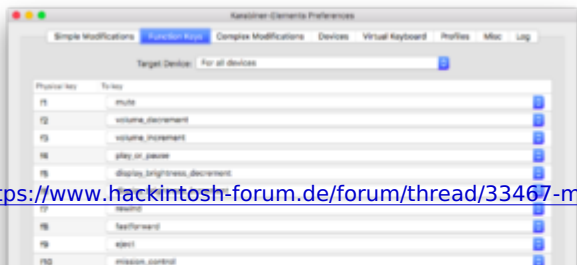 Karabiner-Elements Preferences
Simple Modifications Function Keys Complex Modifications Devices Virtual Keyboard Profiles Misc Log
Target Device: For all devices
Physical key To key
f1 mute
f2 volume_decrement
f3 volume_increment
f4 play_or_pause
f5 display_brightness_decrement
tps://www.hackintosh-forum.de/forum/thread/33467-m
f7 rewind
f8 fastforward
f9 eject
f10 mission_control